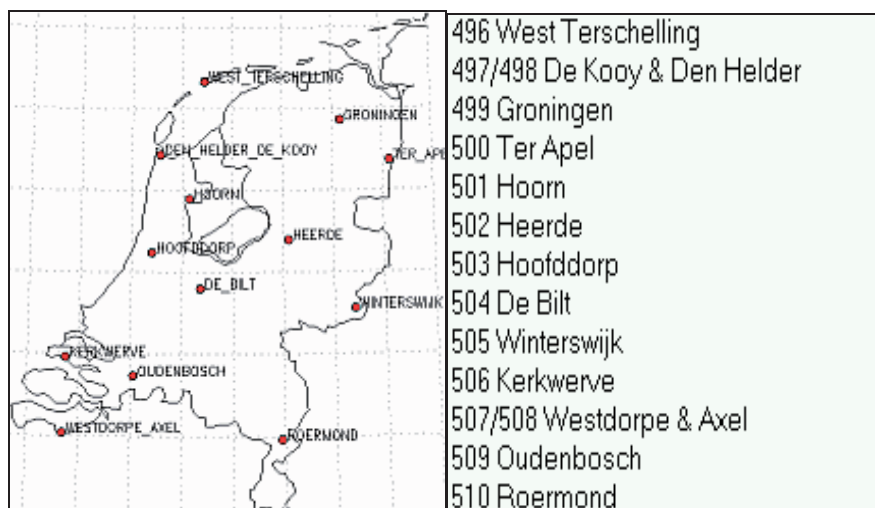 WEST_TERSCHELLING
GRONINGEN
DEN_HELDER_DE_KOOY
TER_APE
HOORN
HEERDE
HOOFDDORP
DE_BILT
WINTERSWIJK
KERKWERVE
OUDENBOSCH
WESTDORPE_AXEL
ROERMOND
496 West Terschelling
497/498 De Kooy & Den Helder
499 Groningen
500 Ter Apel
501 Hoorn
502 Heerde
503 Hoofddorp
504 De Bilt
505 Winterswijk
506 Kerkwerve
507/508 Westdorpe & Axel
509 Oudenbosch
510 Roermond